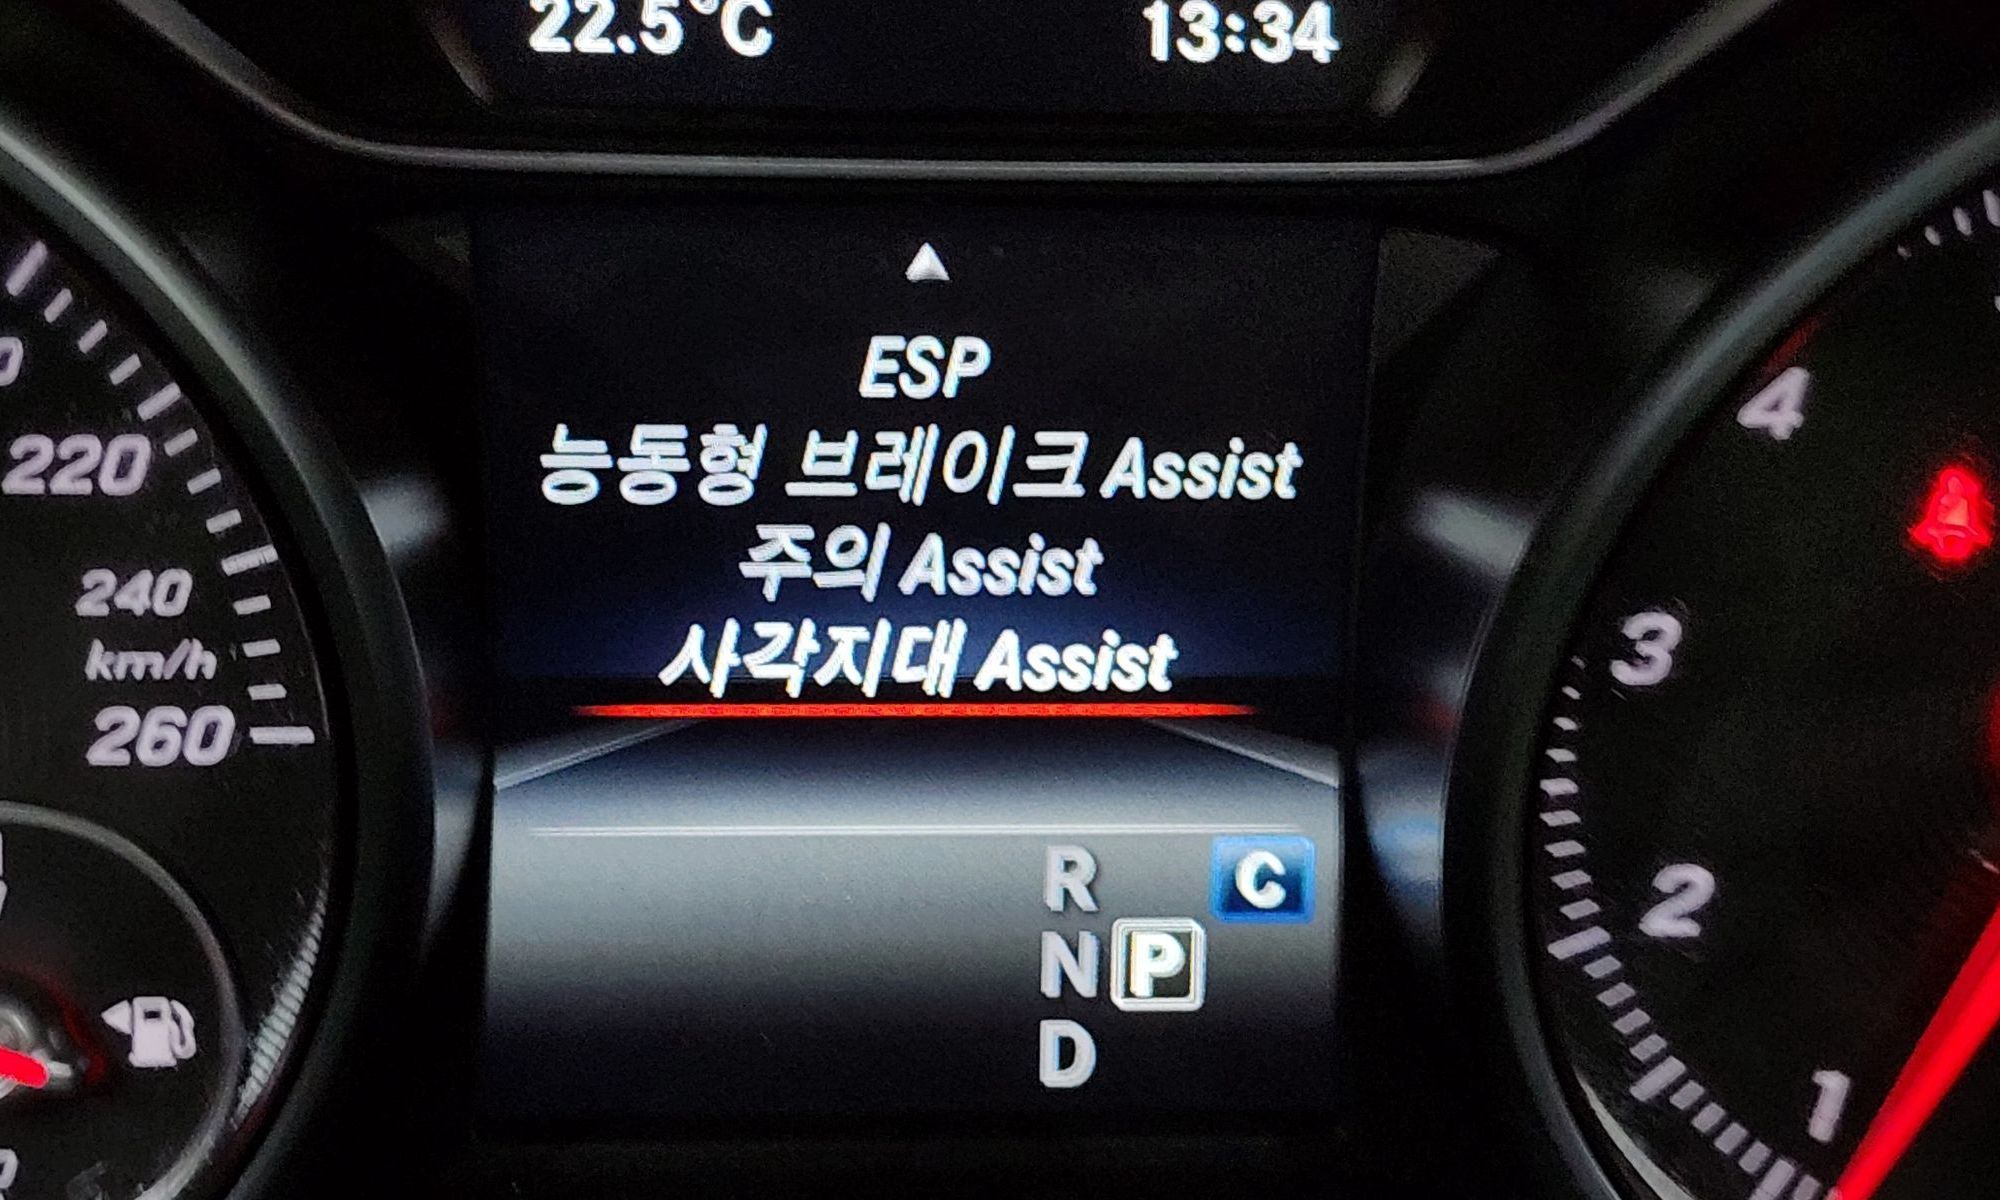 22.5°C 13:34
ESP
능동형 브레이크 Assist
주의 Assist
사각지대 Assist
220
240
km/h
260
R C
N P
D
4
3
2
1